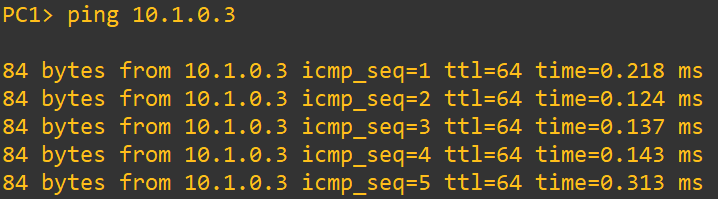 PC1> ping 10.1.0.3
84 bytes from 10.1.0.3 icmp_seq=1 ttl=64 time=0.218 ms
84 bytes from 10.1.0.3 icmp_seq=2 ttl=64 time=0.124 ms
84 bytes from 10.1.0.3 icmp_seq=3 ttl=64 time=0.137 ms
84 bytes from 10.1.0.3 icmp_seq=4 ttl=64 time=0.143 ms
84 bytes from 10.1.0.3 icmp_seq=5 ttl=64 time=0.313 ms